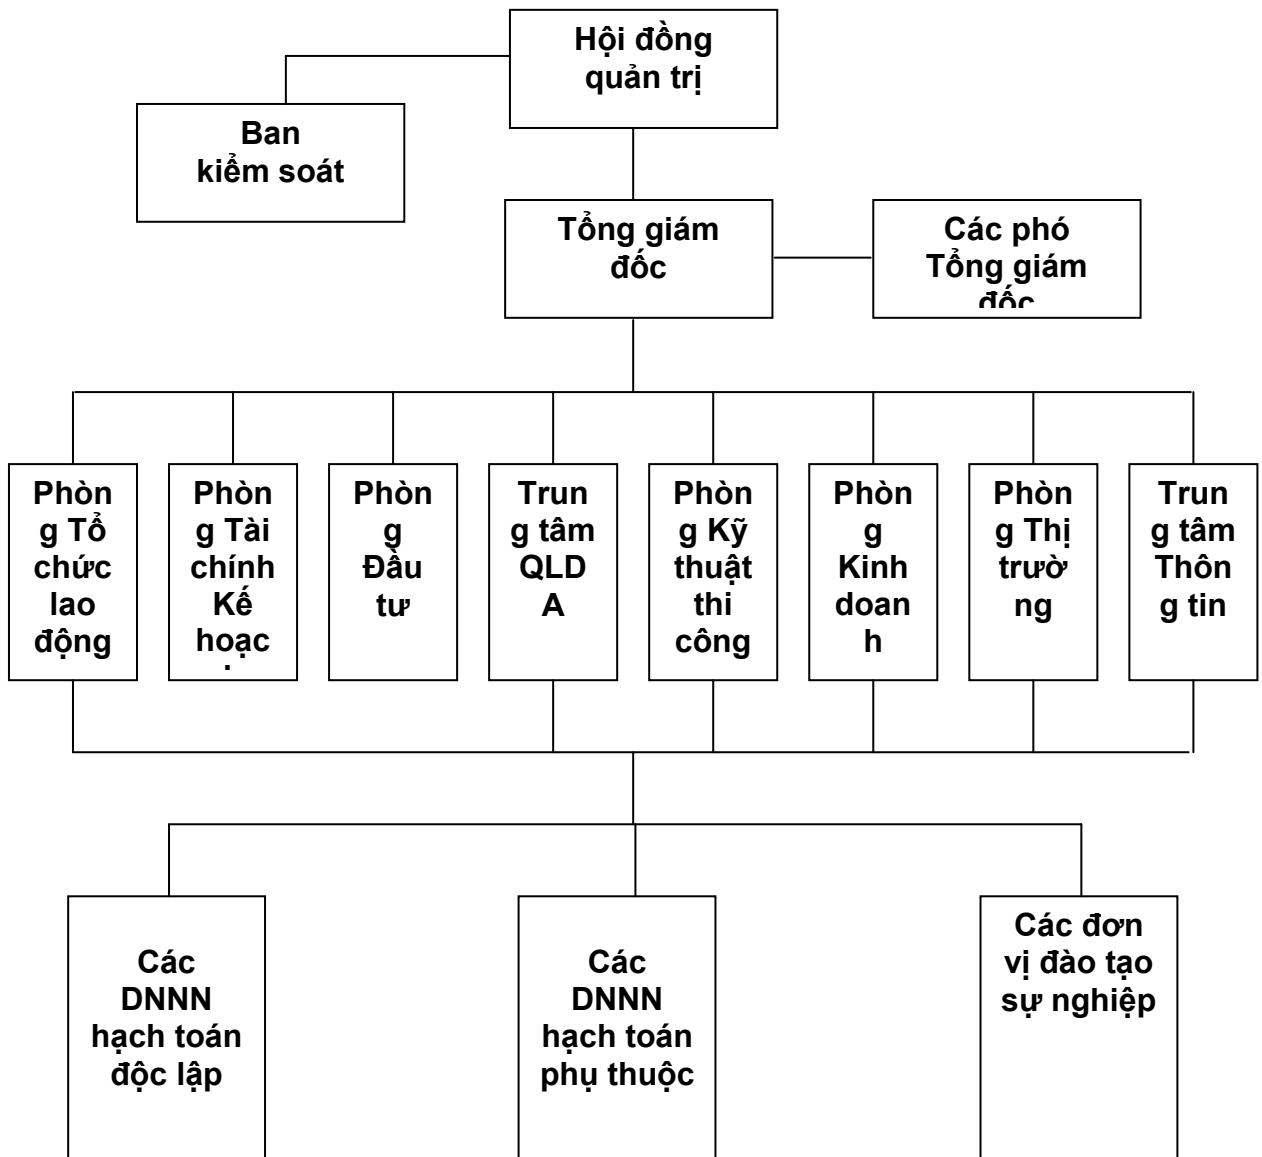 Hội đồng
quản trị
Ban
kiểm soát
Tổng giám
đốc
Các phó
Tổng giám
đốc
Phòn
g Tổ
chức
lao
động
Phòn
g Tài
chính
Kế
hoạc
Phòn
g
Đầu
tư
Trun
g tâm
QLD
A
Phòn
g Kỹ
thuật
thi
công
Phòn
g
Kinh
doan
h
Phòn
g Thị
trườ
ng
Trun
g tâm
Thôn
g tin
Các
DNNN
hạch toán
độc lập
Các
DNNN
hạch toán
phụ thuộc
Các đơn
vị đào tạo
sự nghiệp